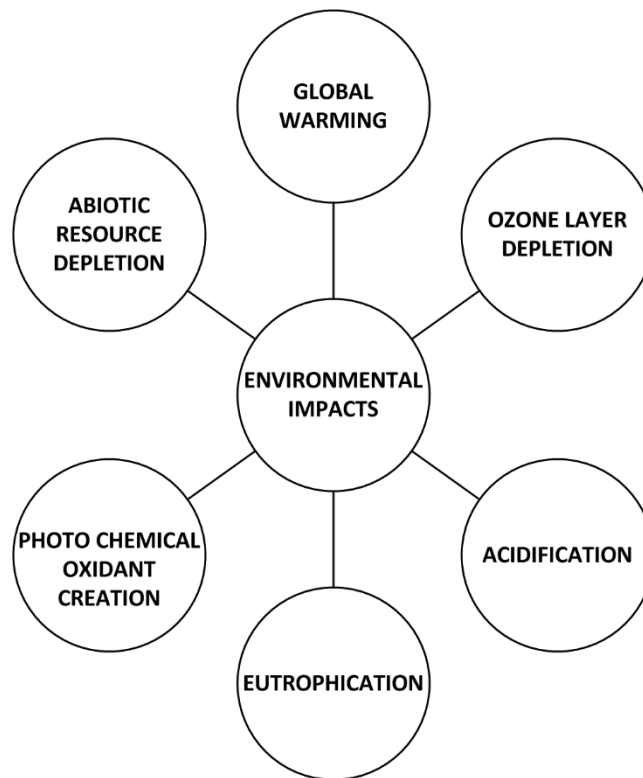 GLOBAL
WARMING
ABIOTIC
RESOURCE
DEPLETION
OZONE LAYER
DEPLETION
ENVIRONMENTAL
IMPACTS
PHOTO CHEMICAL
OXIDANT
CREATION
ACIDIFICATION
EUTROPHICATION